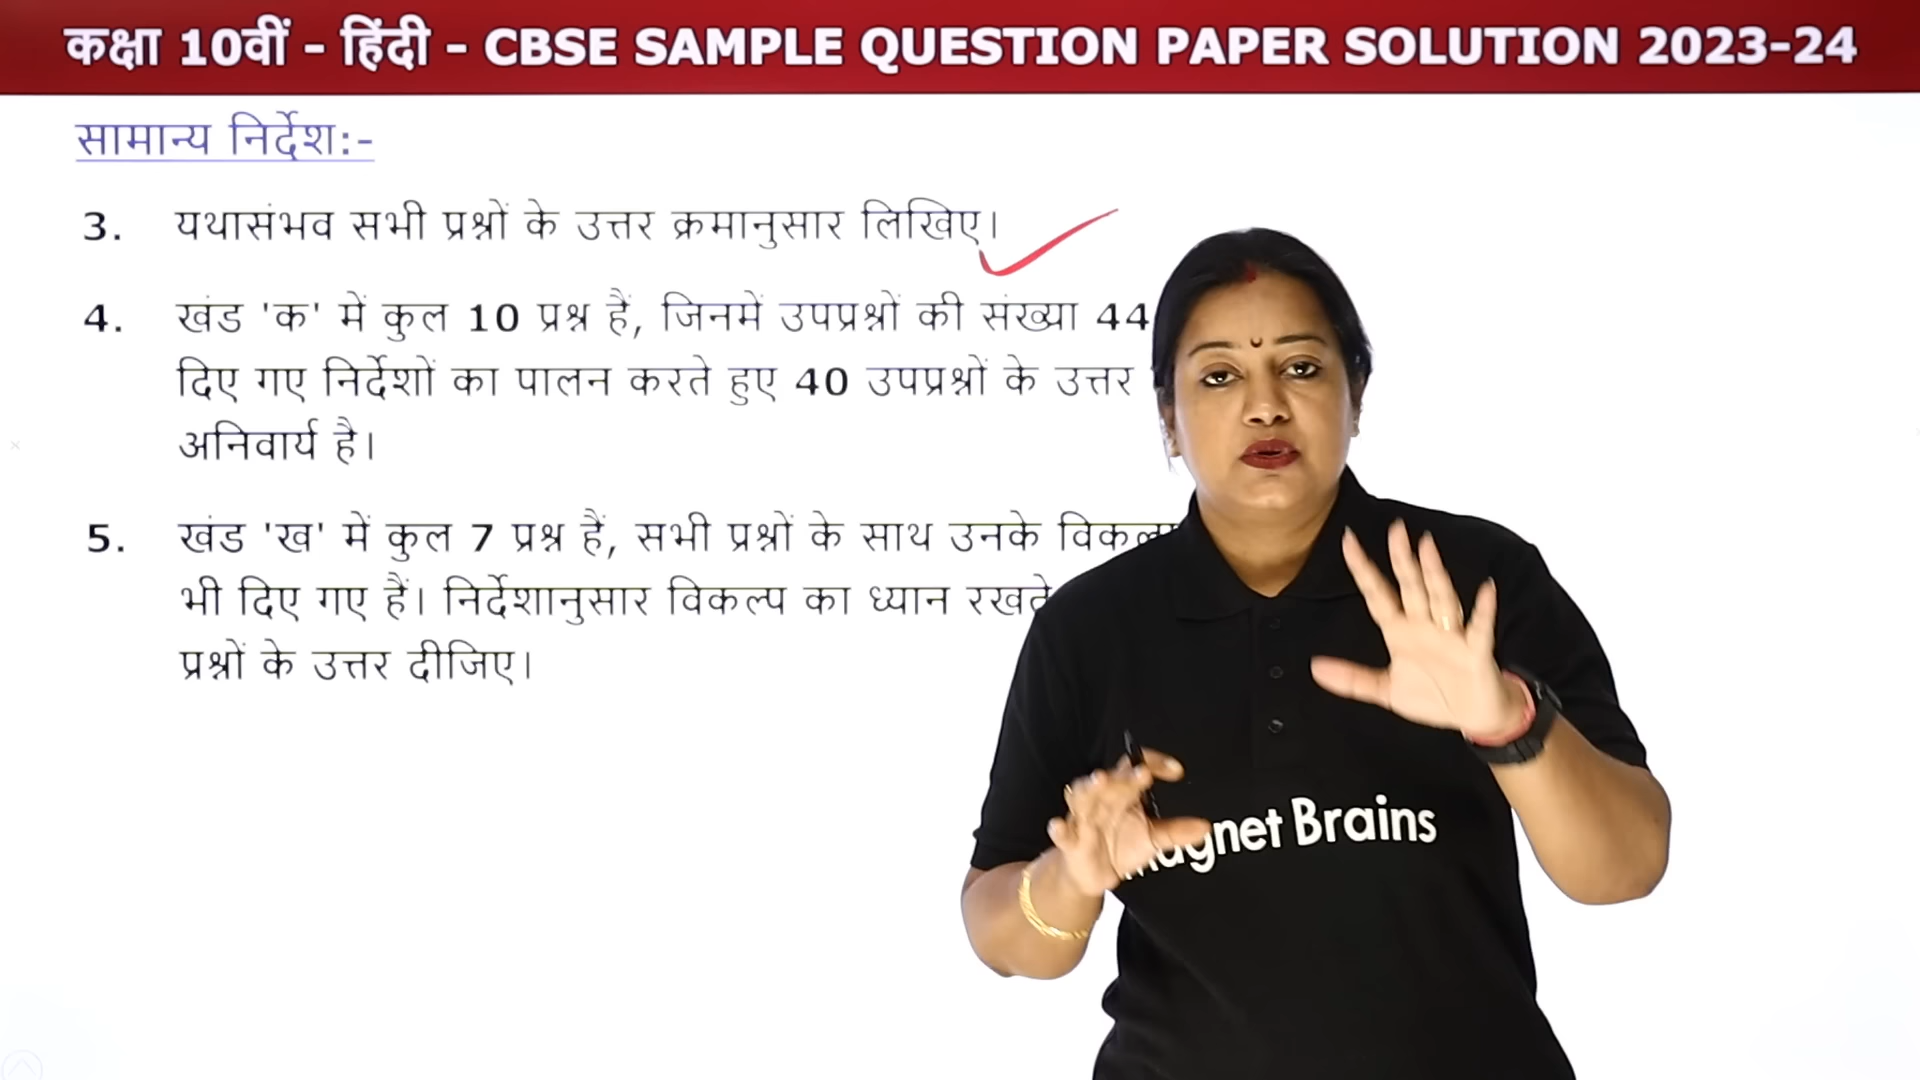 कक्षा 10वीं - हिंदी - CBSE SAMPLE QUESTION PAPER SOLUTION 2023-24
सामान्य निर्देश:-
3. यथासंभव सभी प्रश्नों के उत्तर क्रमानुसार लिखिए।
4. खंड 'क' में कुल 10 प्रश्न हैं, जिनमें उपप्रश्नों की संख्या 44
दिए गए निर्देशों का पालन करते हुए 40 उपप्रश्नों के उत्तर
अनिवार्य है।
5. खंड 'ख' में कुल 7 प्रश्न हैं, सभी प्रश्नों के साथ उनके
भी दिए गए हैं। निर्देशानुसार विकल्प का ध्यान रखते
प्रश्नों के उत्तर दीजिए।
Brains